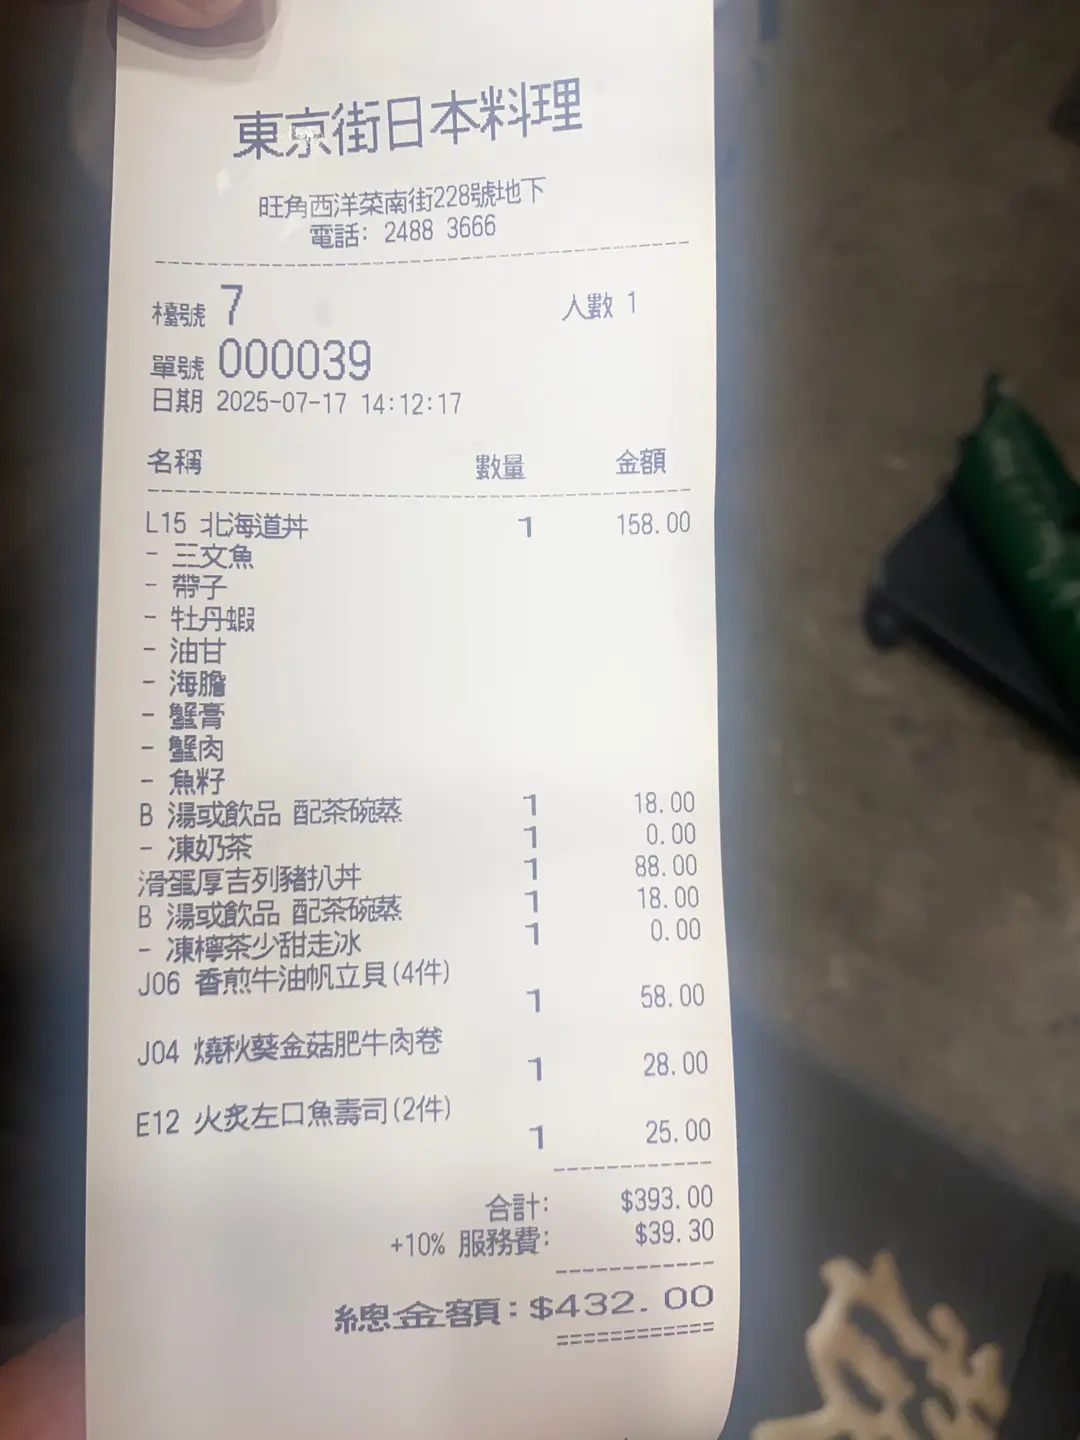 東京街日本料理
旺角西洋菜南街228號地下
電話: 2488 3666
檯號 7 人數 1
單號 000039
日期 2025-07-17 14:12:17
名稱 數量 金額
L15 北海道丼 1 158.00
- 三文魚
- 帶子
- 牡丹蝦
- 油甘
- 海膽
- 蟹膏
- 蟹肉
- 魚籽
B 湯或飲品 配茶碗蒸 1 18.00
- 凍奶茶 1 0.00
滑蛋厚吉列豬扒丼 1 88.00
B 湯或飲品 配茶碗蒸 1 18.00
- 凍檸茶少甜走冰 1 0.00
J06 香煎牛油帆立貝(4件)
1 58.00
J04 燒秋葵金菇肥牛肉卷
1 28.00
E12 火炙左口魚壽司(2件)
1 25.00
合計: $393.00
+10% 服務費: $39.30
總金額: $432.00